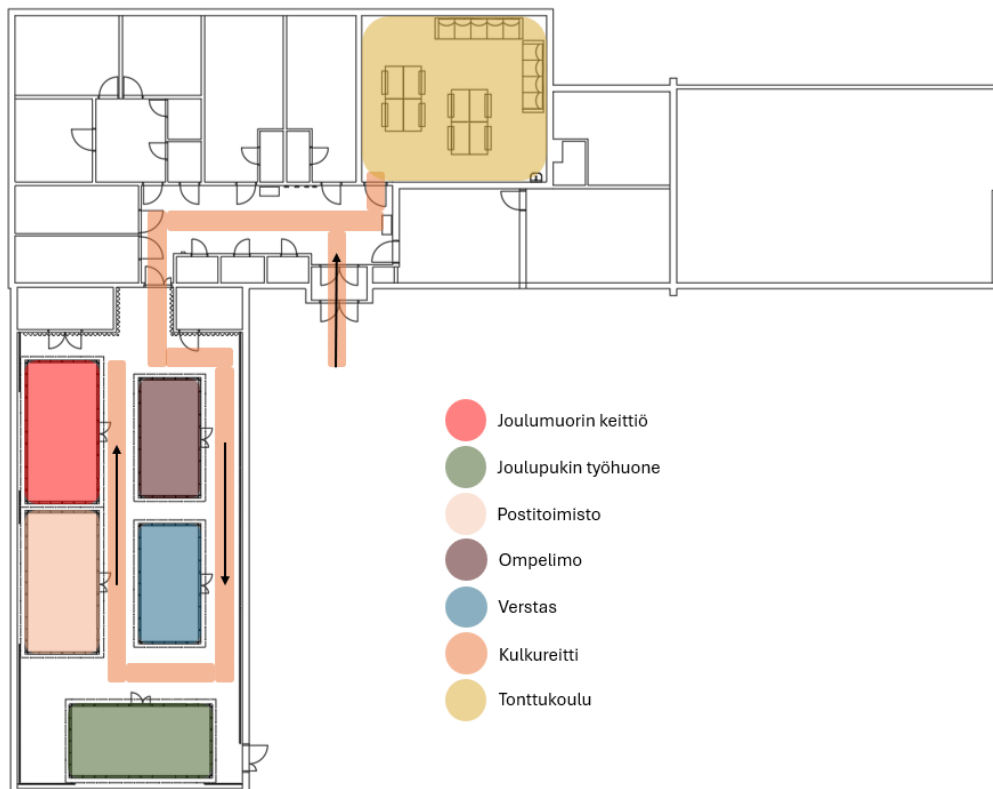 Joulumuorin keittiö
Joulupukin työhuone
Postitoimisto
Ompelimo
Verstas
Kulkureitti
Tonttukoulu